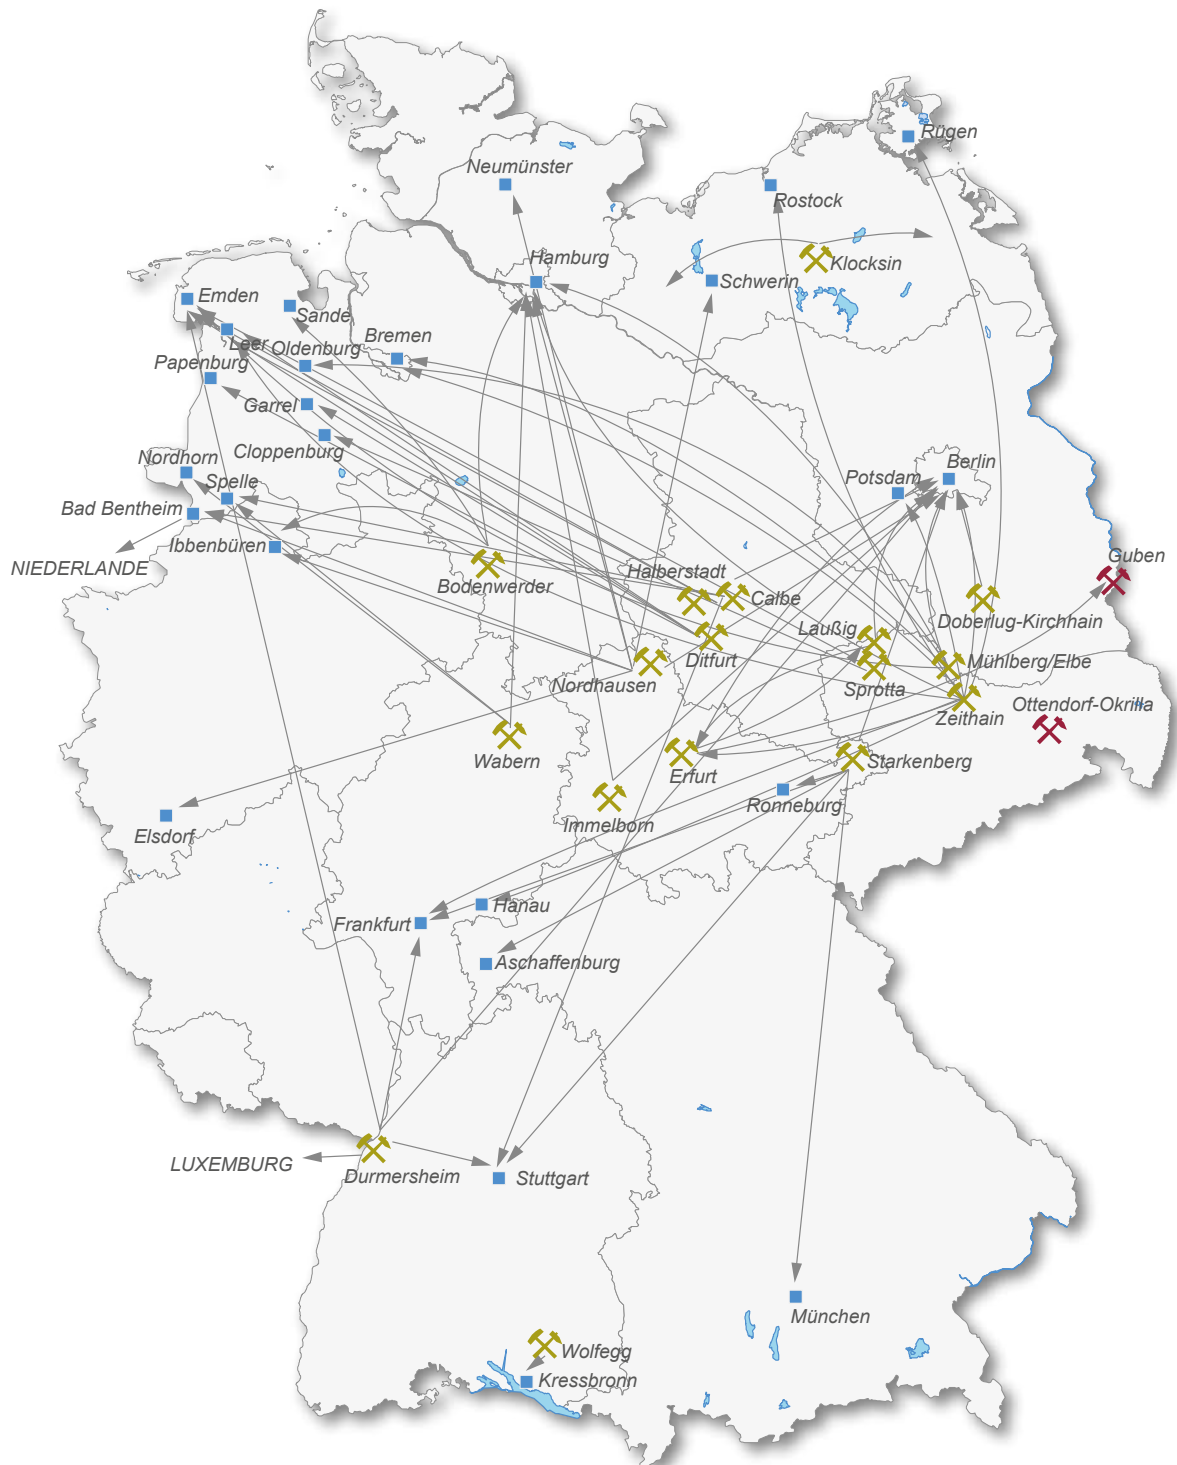 Rügen
Neumünster
Rostock
Hamburg
Klocksin
Schwerin
Emden
Sande
Leer
Oldenburg
Bremen
Papenburg
Garrel
Cloppenburg
Nordhorn
Spelle
Berlin
Potsdam
Bad Bentheim
Ibbenbüren
NIEDERLANDE
Guben
Halberstadt
Bodenwerder
Calbe
Doberlug-Kirchhain
Laußig
Ditfurt
Mühlberg/Elbe
Nordhausen
Sprotta
Ottendorf-Okrilla
Zeithain
Wabern
Erfurt
Starkenberg
Ronneburg
Immelborn
Elsdorf
Hanau
Frankfurt
Aschaffenburg
LUXEMBURG
Durmersheim
Stuttgart
München
Wolfegg
Kressbronn